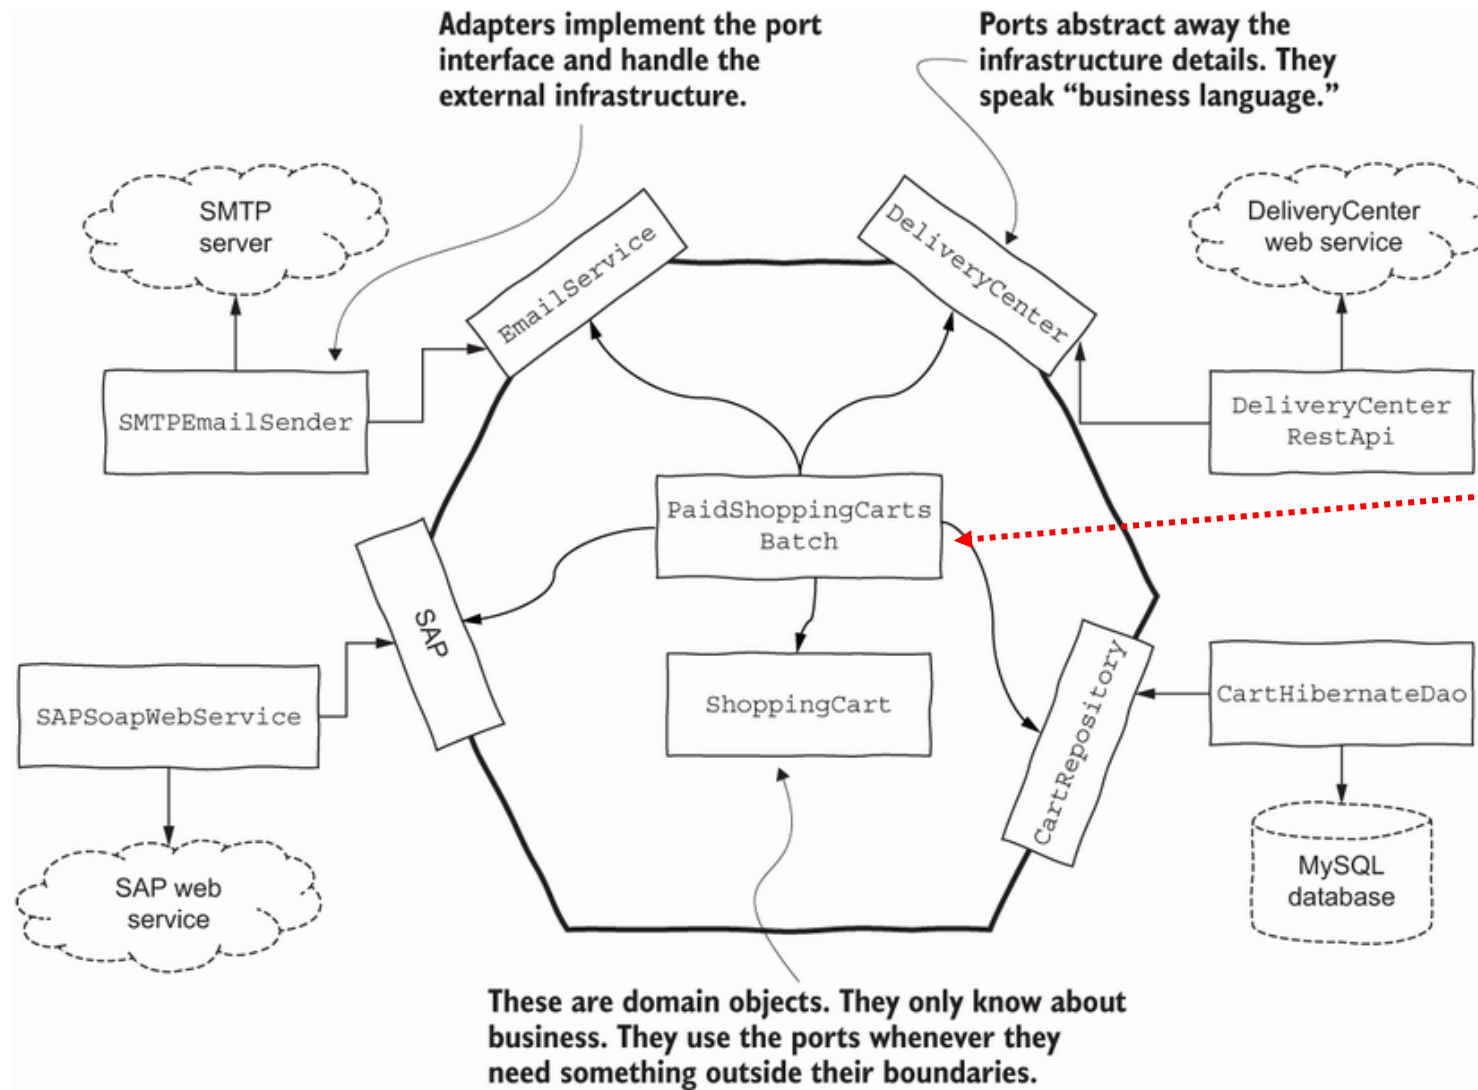 Adapters implement the port
interface and handle the
external infrastructure.
Ports abstract away the
infrastructure details. They
speak “business language.”
SMTP
server
EmailService
DeliveryCenter
DeliveryCenter
web service
SMTPEmailSender
DeliveryCenter
RestApi
PaidShoppingCarts
Batch
SAP
ShoppingCart
CartRepository
SAPSoapWebService
CartHibernateDao
SAP web
service
MySQL
database
These are domain objects. They only know about
business. They use the ports whenever they
need something outside their boundaries.